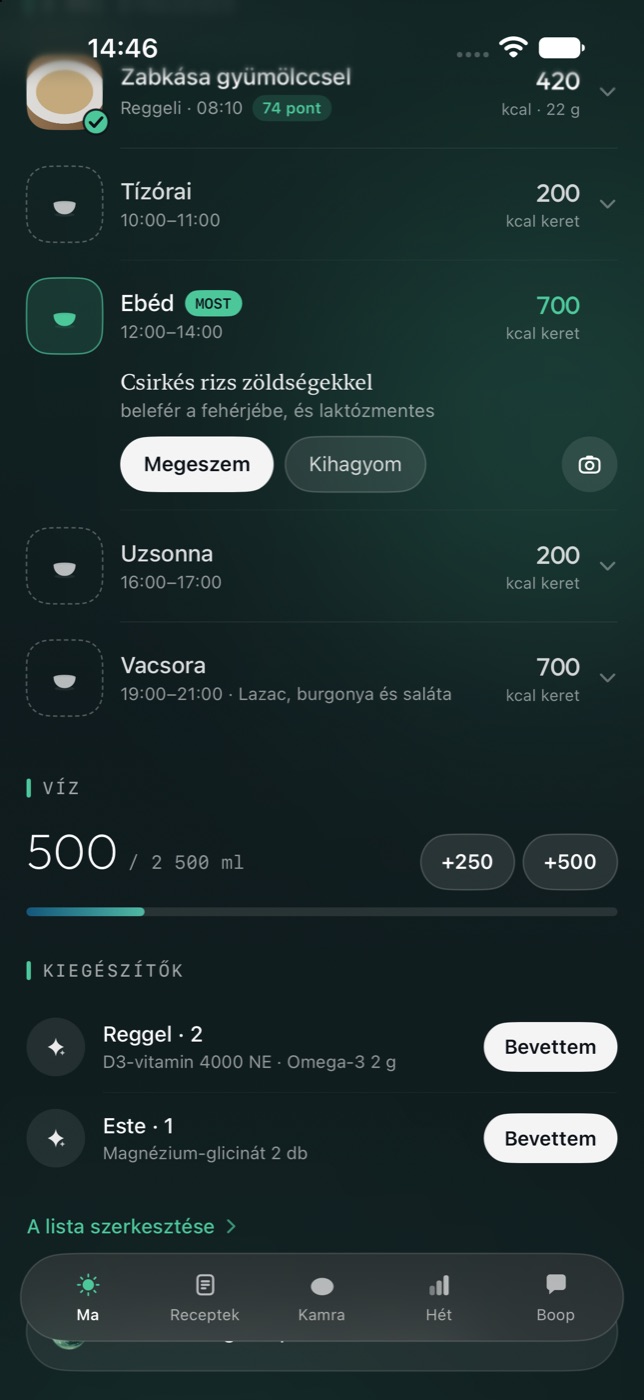 14:46
Zabkása gyümölccsel
420
Reggeli · 08:10 74 pont
kcal · 22 g
Tízórai
200
10:00–11:00
kcal keret
Ebéd MOST
700
12:00–14:00
kcal keret
Csirkés rizs zöldségekkel
belefér a fehérjébe, és laktózmentes
Megeszem Kihagyom
Uzsonna
200
16:00–17:00
kcal keret
Vacsora
700
19:00–21:00 · Lazac, burgonya és saláta
kcal keret
VÍZ
500 / 2 500 ml
+250 +500
KIEGÉSZÍTŐK
Reggel · 2
D3-vitamin 4000 NE · Omega-3 2 g
Bevettem
Este · 1
Magnézium-glicinát 2 db
Bevettem
A lista szerkesztése
Ma Receptek Kamra Hét Boop